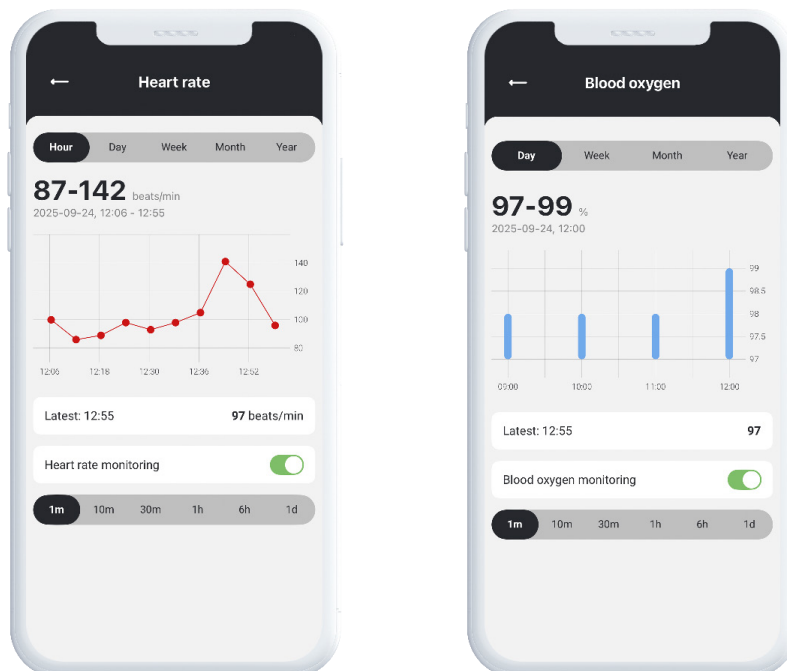 Heart rate
Hour Day Week Month Year
87-142 beats/min
2025-09-24, 12:06 - 12:55
140
120
100
80
12:06 12:18 12:30 12:36 12:52
Latest: 12:55 97 beats/min
Heart rate monitoring
1m 10m 30m 1h 6h 1d
Blood oxygen
Day Week Month Year
97-99 %
2025-09-24, 12:00
99
98.5
98
97.5
97
09:00 10:00 11:00 12:00
Latest: 12:55 97
Blood oxygen monitoring
1m 10m 30m 1h 6h 1d